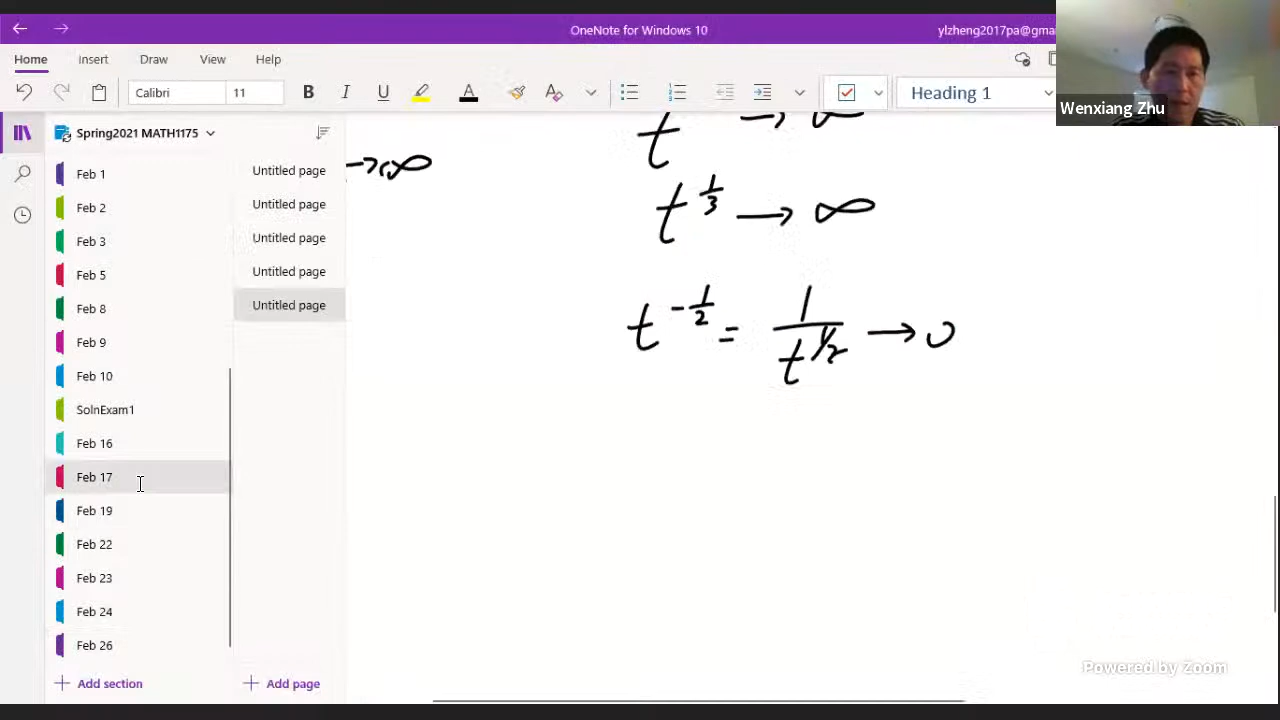 OneNote for Windows 10
ylzheng2017pa@gma
Home Insert Draw View Help
Calibri 11 B I U A A Heading 1
Wenxiang Zhu
Spring2021 MATH1175
Feb 1
Feb 2
Feb 3
Feb 5
Feb 8
Feb 9
Feb 10
SolnExam1
Feb 16
Feb 17
Feb 19
Feb 22
Feb 23
Feb 24
Feb 26
+ Add section
Untitled page
Untitled page
Untitled page
Untitled page
Untitled page
+ Add page
→ ∞
t → ∞
t^{1/3} → ∞
t^{-1/2} = 1/t^{1/2} → 0
Powered by Zoom